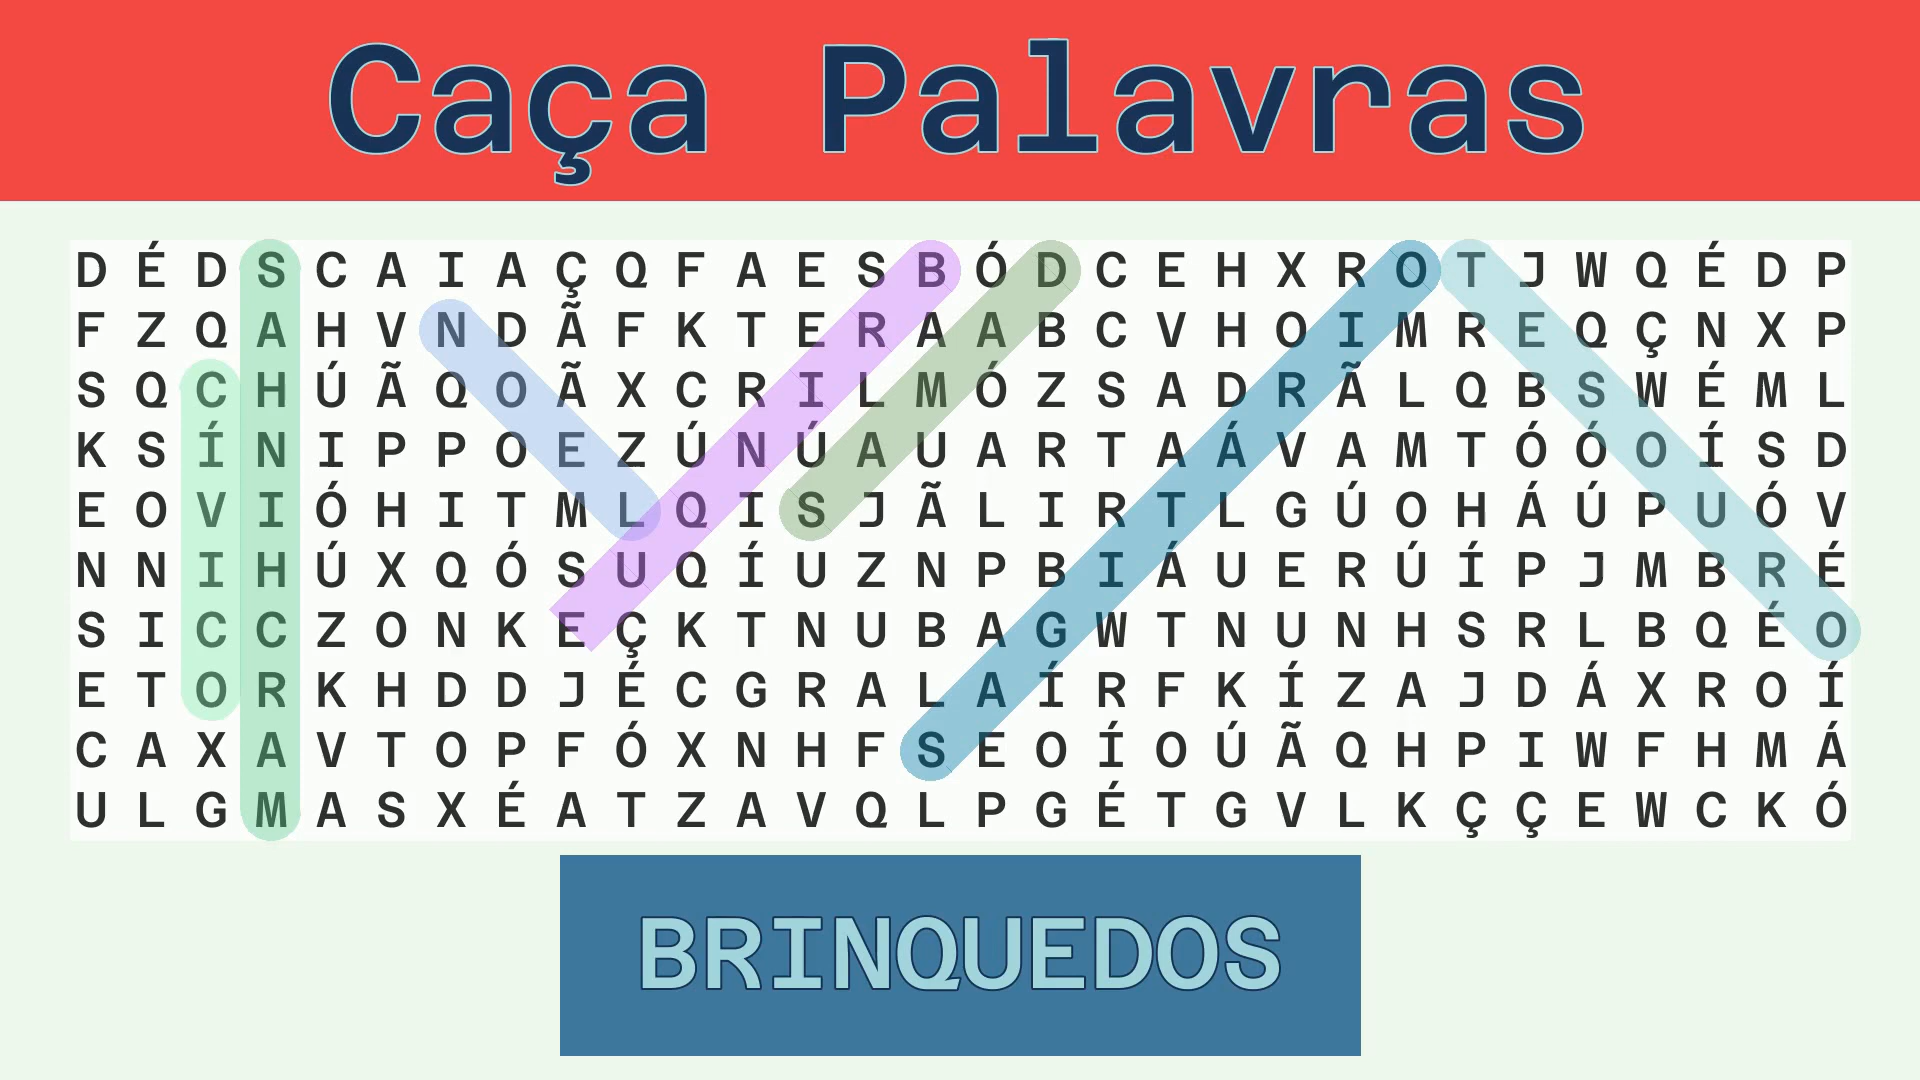 Caça Palavras
D É D S C A I A Ç Q F A E S B Ó D C E H X R O T J W Q É D P
F Z Q A H V N D Ã F K T E R A A B C V H O I M R E Q Ç N X P
S Q C H Ú Ã Q O Ã X C R I L M Ó Z S A D R Ã L Q B S W É M L
K S Í N I P P O E Z Ú N Ú A U A R T A Á V A M T Ó Ó O Í S D
E O V I Ó H I T M L Q I S J Ã L I R T L G Ú O H Á Ú P U Ó V
N N I H Ú X Q Ó S U Q Í U Z N P B I Á U E R Ú Í P J M B R É
S I C C Z O N K E Ç K T N U B A G W T N U N H S R L B Q É O
E T O R K H D D J É C G R A L A Í R F K Í Z A J D Á X R O Í
C A X A V T O P F Ó X N H F S E O Í O Ú Ã Q H P I W F H M Á
U L G M A S X É A T Z A V Q L P G É T G V L K Ç Ç E W C K Ó
BRINQUEDOS